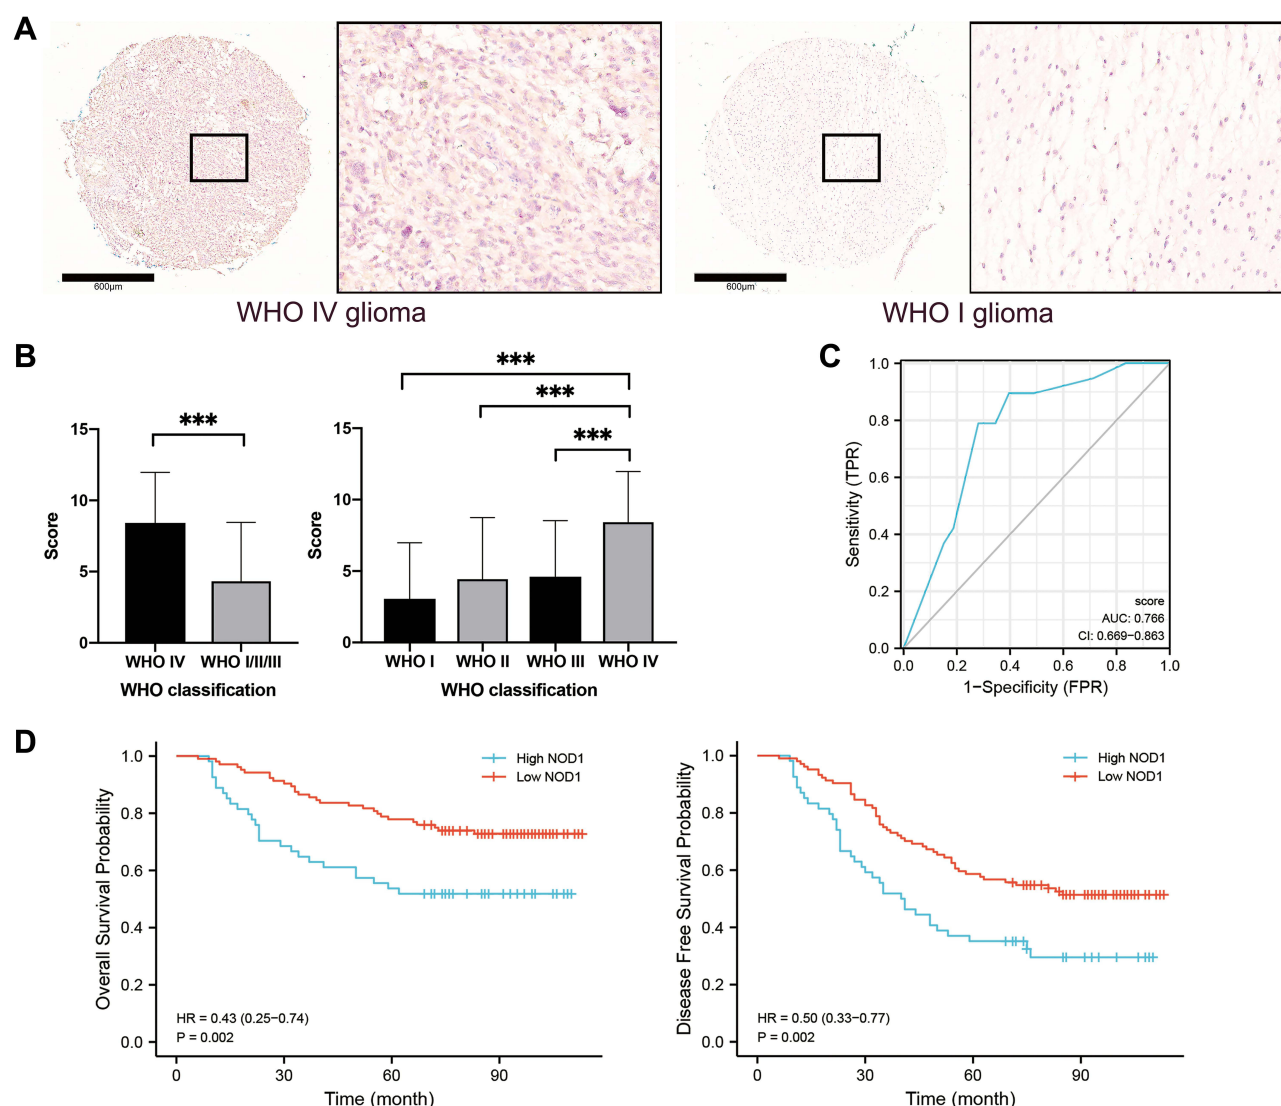 A
600μm
600μm
WHO IV glioma
WHO I glioma
B
***
15
10
5
0
Score
WHO IV
WHO I/II/III
WHO classification
***
***
***
15
10
5
0
Score
WHO I
WHO II
WHO III
WHO IV
WHO classification
C
1.0
0.8
0.6
0.4
0.2
0.0
Sensitivity (TPR)
score
AUC: 0.766
CI: 0.669−0.863
0.0
0.2
0.4
0.6
0.8
1.0
1−Specificity (FPR)
D
1.0
0.8
0.6
0.4
0.2
0.0
Overall Survival Probability
High NOD1
Low NOD1
HR = 0.43 (0.25−0.74)
P = 0.002
0
30
60
90
Time (month)
1.0
0.8
0.6
0.4
0.2
0.0
Disease Free Survival Probability
High NOD1
Low NOD1
HR = 0.50 (0.33−0.77)
P = 0.002
0
30
60
90
Time (month)